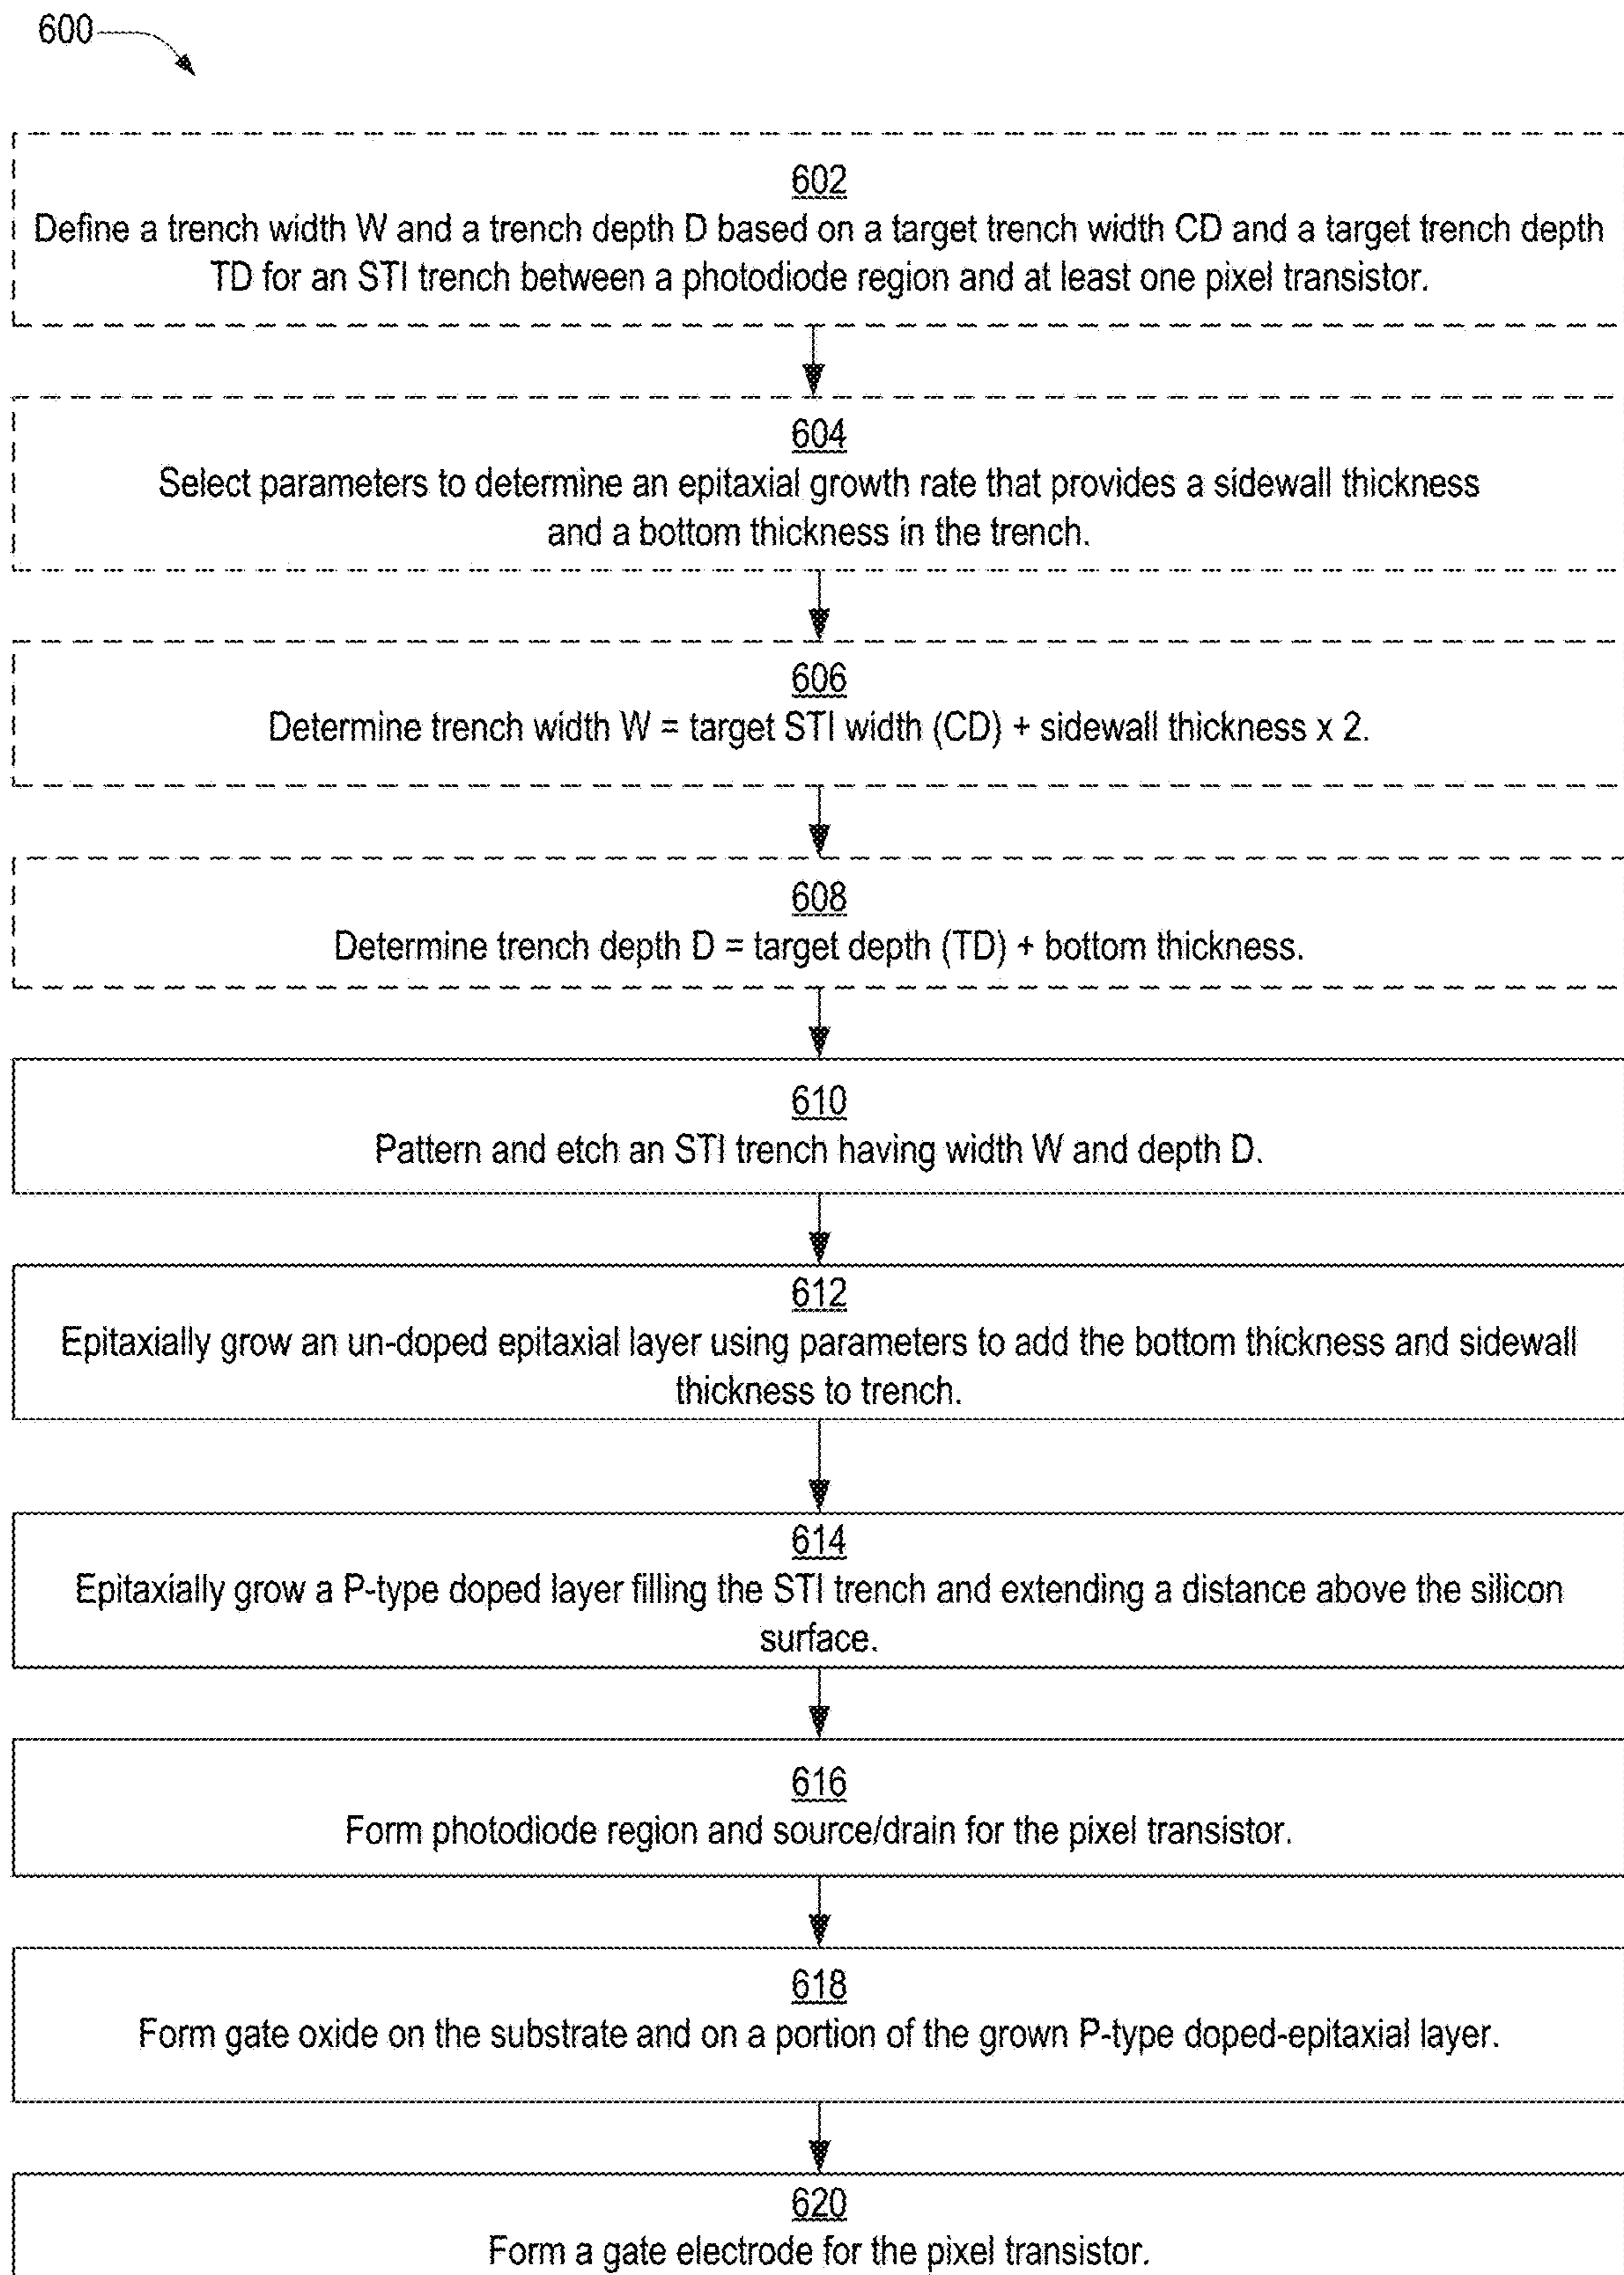 600
602
Define a trench width W and a trench depth D based on a target trench width CD and a target trench depth
TD for an STI trench between a photodiode region and at least one pixel transistor.
604
Select parameters to determine an epitaxial growth rate that provides a sidewall thickness
and a bottom thickness in the trench.
606
Determine trench width W = target STI width (CD) + sidewall thickness x 2.
608
Determine trench depth D = target depth (TD) + bottom thickness.
610
Pattern and etch an STI trench having width W and depth D.
612
Epitaxially grow an un-doped epitaxial layer using parameters to add the bottom thickness and sidewall
thickness to trench.
614
Epitaxially grow a P-type doped layer filling the STI trench and extending a distance above the silicon
surface.
616
Form photodiode region and source/drain for the pixel transistor.
618
Form gate oxide on the substrate and on a portion of the grown P-type doped-epitaxial layer.
620
Form a gate electrode for the pixel transistor.